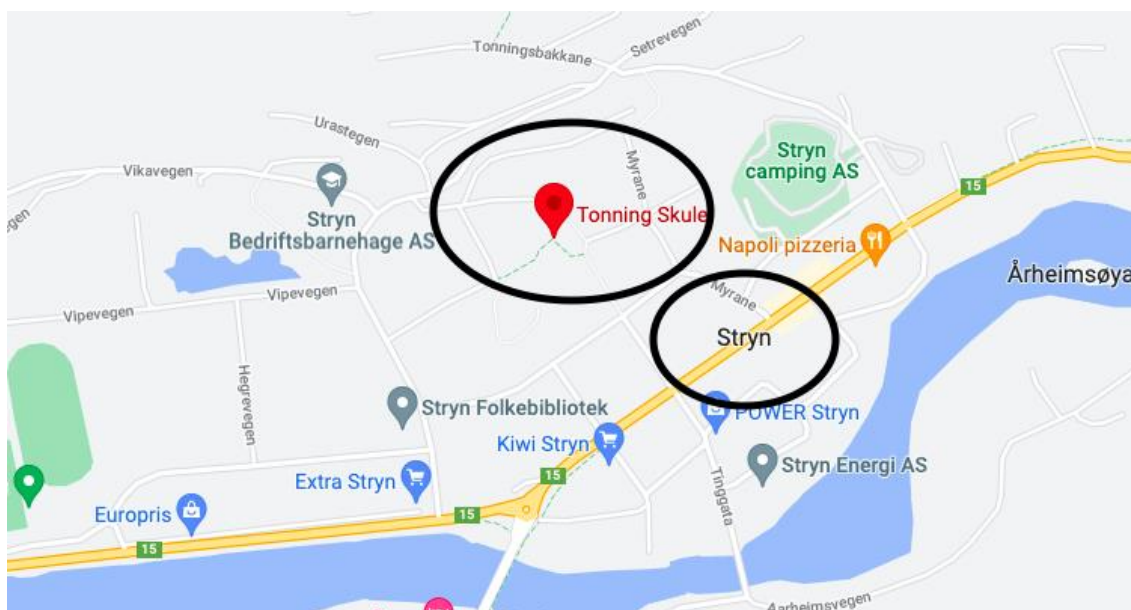 Tonningsbakkane
Setrevegen
Urastegen
Vikavegen
Myrane
Stryn
camping AS
15
Stryn
Bedriftsbarnehage AS
Tonning Skule
Napoli pizzeria
Årheimsøya
Vipevegen
Vipevegen
Myrane
Stryn
Hegrevegen
Stryn Folkebibliotek
POWER Stryn
Kiwi Stryn
Stryn Energi AS
Extra Stryn
15
Tinggata
Europris
15
15
Aarheimsvegen